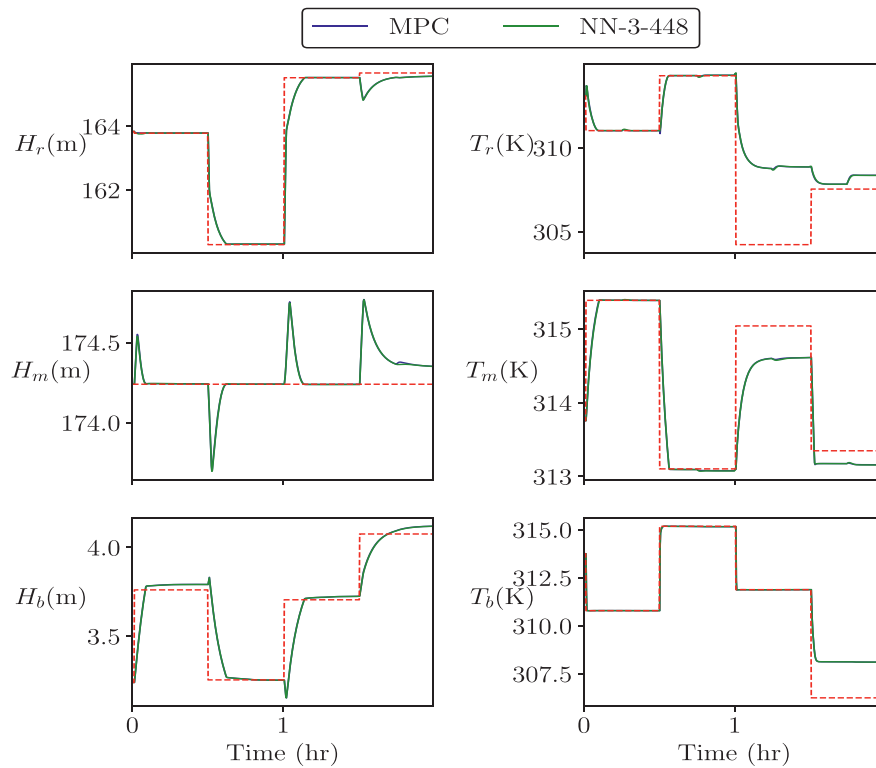 MPC NN-3-448
H_r(m) 164 162
T_r(K) 310 305
H_m(m) 174.5 174.0
T_m(K) 315 314 313
H_b(m) 4.0 3.5
T_b(K) 315.0 312.5 310.0 307.5
0 1 0 1
Time (hr) Time (hr)